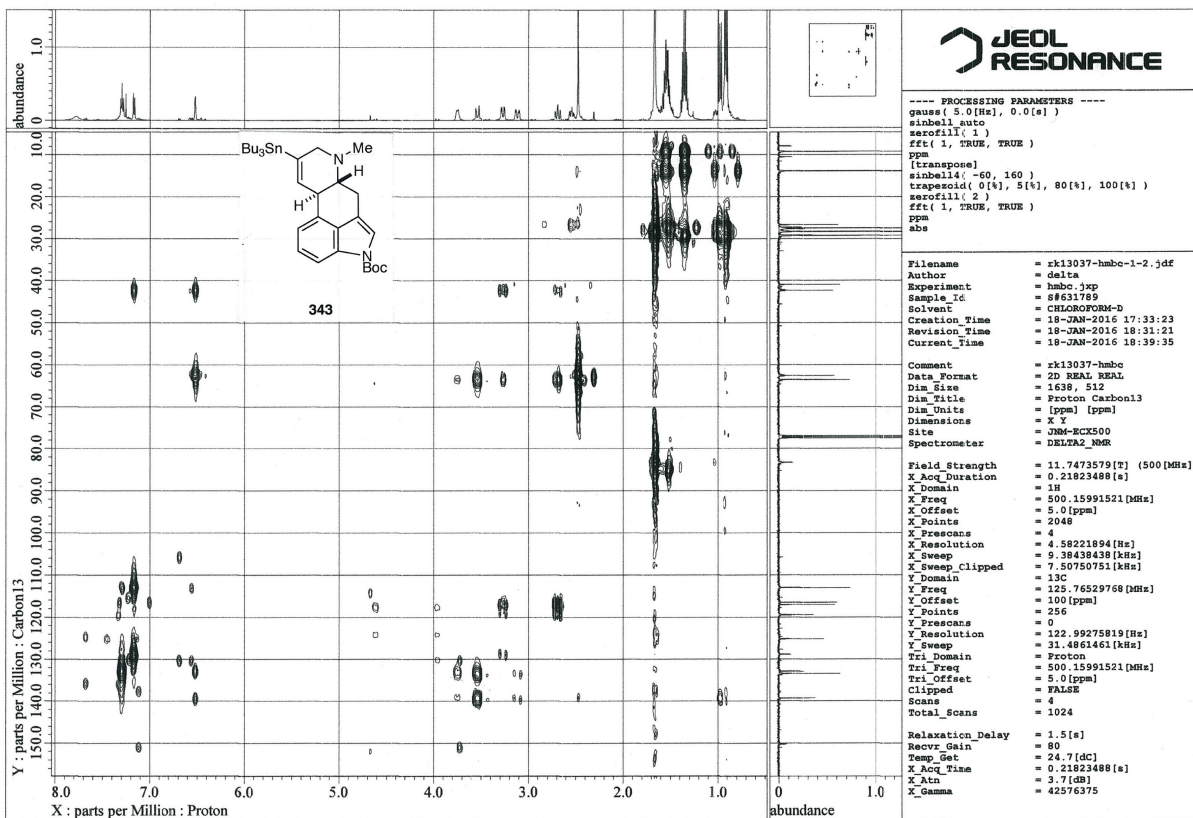 JEOL
RESONANCE
---- PROCESSING PARAMETERS ----
gauss( 5.0[Hz], 0.0[s] )
sinbell_auto
zerofill( 1 )
fft( 1, TRUE, TRUE )
ppm
[transpose]
sinbell4( -60, 160 )
trapezoid( 0[%], 5[%], 80[%], 100[%] )
zerofill( 2 )
fft( 1, TRUE, TRUE )
ppm
abs
Filename = rk13037-hmbc-1-2.jdf
Author = delta
Experiment = hmbc.jxp
Sample_Id = S#631789
Solvent = CHLOROFORM-D
Creation_Time = 18-JAN-2016 17:33:23
Revision_Time = 18-JAN-2016 18:31:21
Current_Time = 18-JAN-2016 18:39:35
Comment = rk13037-hmbc
Data_Format = 2D REAL REAL
Dim_Size = 1638, 512
Dim_Title = Proton Carbon13
Dim_Units = [ppm] [ppm]
Dimensions = X Y
Site = JNM-ECX500
Spectrometer = DELTA2_NMR
Field_Strength = 11.7473579[T] (500[MHz]
X_Acq_Duration = 0.21823488[s]
X_Domain = 1H
X_Freq = 500.15991521[MHz]
X_Offset = 5.0[ppm]
X_Points = 2048
X_Prescans = 4
X_Resolution = 4.58221894[Hz]
X_Sweep = 9.38438438[kHz]
X_Sweep_Clipped = 7.50750751[kHz]
Y_Domain = 13C
Y_Freq = 125.76529768[MHz]
Y_Offset = 100[ppm]
Y_Points = 256
Y_Prescans = 0
Y_Resolution = 122.99275819[Hz]
Y_Sweep = 31.4861461[kHz]
Tri_Domain = Proton
Tri_Freq = 500.15991521[MHz]
Tri_Offset = 5.0[ppm]
Clipped = FALSE
Scans = 4
Total_Scans = 1024
Relaxation_Delay = 1.5[s]
Recvr_Gain = 80
Temp_Get = 24.7[dC]
X_Acq_Time = 0.21823488[s]
X_Atn = 3.7[dB]
X_Gamma = 42576375
abundance
0 1.0
Bu3Sn
N
Me
H
H
N
Boc
343
Y : parts per Million : Carbon13
10.0
20.0
30.0
40.0
50.0
60.0
70.0
80.0
90.0
100.0
110.0
120.0
130.0
140.0
150.0
8.0 7.0 6.0 5.0 4.0 3.0 2.0 1.0
X : parts per Million : Proton
0 1.0
abundance